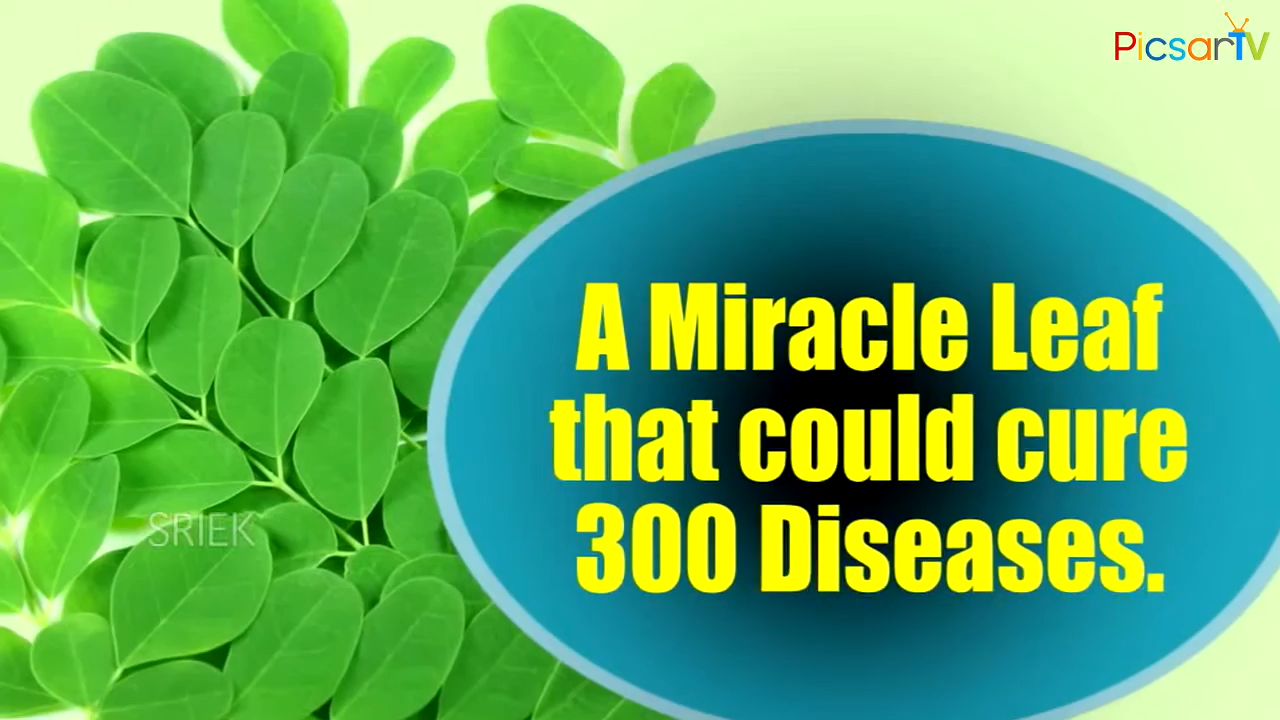 PicsarTV
A Miracle Leaf
that could cure
300 Diseases.
SRIEK